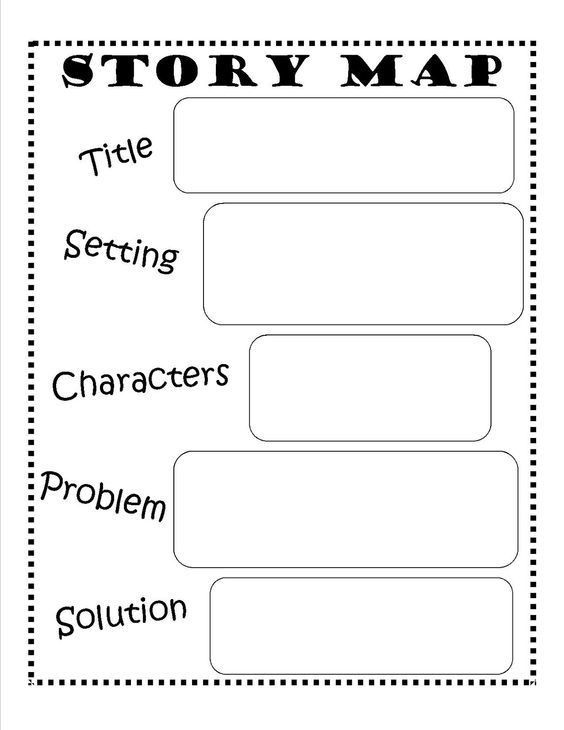 STORY MAP
Title
Setting
Characters
Problem
Solution